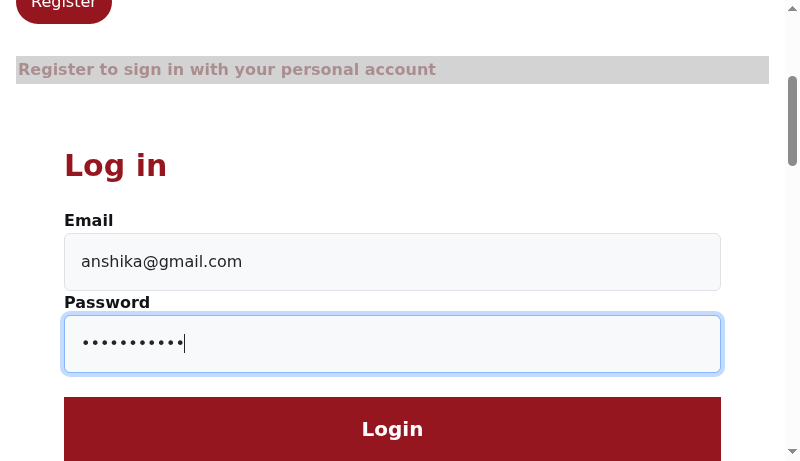 Register
Register to sign in with your personal account
Log in
Email
anshika@gmail.com
Password
•••••••••••
Login